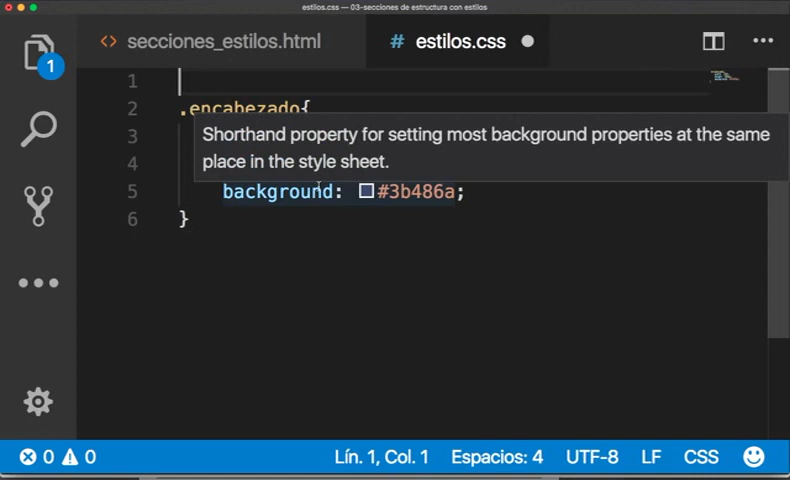 estilos.css — 03-secciones de estructura con estilos
<> secciones_estilos.html
# estilos.css
1
1
2 .encabezado{
3
Shorthand property for setting most background properties at the same
place in the style sheet.
4
5 background: #3b486a;
6 }
0 0
Lín. 1, Col. 1
Espacios: 4
UTF-8
LF
CSS